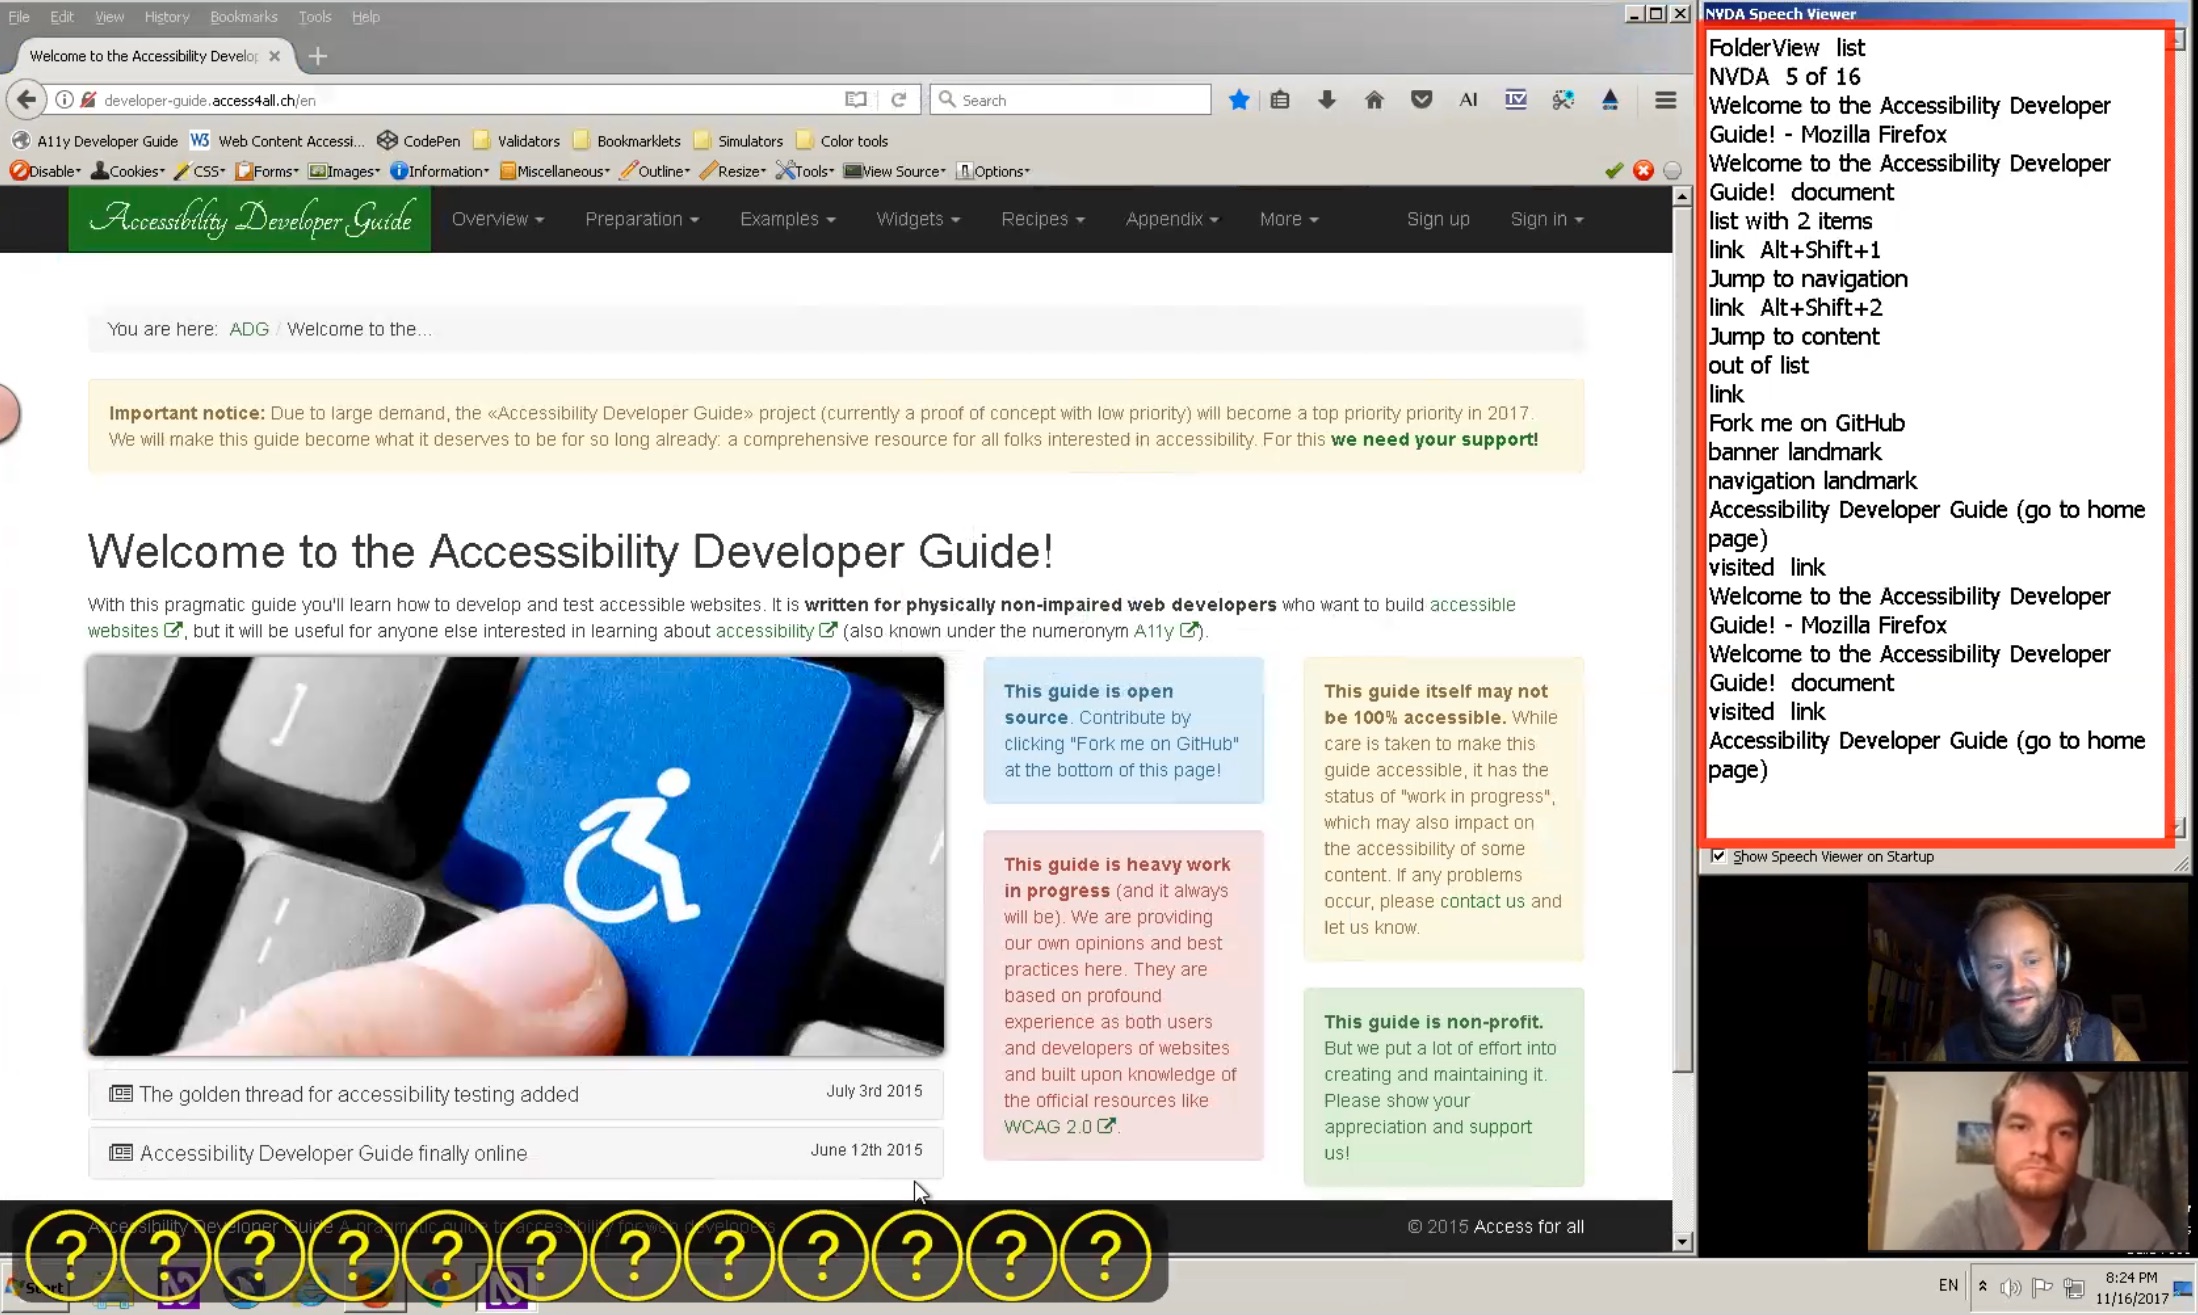 File Edit View History Bookmarks Tools Help
Welcome to the Accessibility Develop
developer-guide.access4all.ch/en
Search
A11y Developer Guide W3 Web Content Accessi... CodePen Validators Bookmarklets Simulators Color tools
Disable Cookies CSS Forms Images Information Miscellaneous Outline Resize Tools View Source Options
Accessibility Developer Guide Overview Preparation Examples Widgets Recipes Appendix More Sign up Sign in
You are here: ADG / Welcome to the...
Important notice: Due to large demand, the «Accessibility Developer Guide» project (currently a proof of concept with low priority) will become a top priority priority in 2017.
We will make this guide become what it deserves to be for so long already: a comprehensive resource for all folks interested in accessibility. For this we need your support!
Welcome to the Accessibility Developer Guide!
With this pragmatic guide you'll learn how to develop and test accessible websites. It is written for physically non-impaired web developers who want to build accessible
websites, but it will be useful for anyone else interested in learning about accessibility (also known under the numeronym A11y).
The golden thread for accessibility testing added July 3rd 2015
Accessibility Developer Guide finally online June 12th 2015
This guide is open
source. Contribute by
clicking "Fork me on GitHub"
at the bottom of this page!
This guide is heavy work
in progress (and it always
will be). We are providing
our own opinions and best
practices here. They are
based on profound
experience as both users
and developers of websites
and built upon knowledge of
the official resources like
WCAG 2.0.
This guide itself may not
be 100% accessible. While
care is taken to make this
guide accessible, it has the
status of "work in progress",
which may also impact on
the accessibility of some
content. If any problems
occur, please contact us and
let us know.
This guide is non-profit.
But we put a lot of effort into
creating and maintaining it.
Please show your
appreciation and support
us!
Accessibility Developer Guide A pragmatic guide to accessibility for web developers
© 2015 Access for all
? ? ? ? ? ? ? ? ? ? ? ?
Start
NVDA Speech Viewer
FolderView list
NVDA 5 of 16
Welcome to the Accessibility Developer
Guide! - Mozilla Firefox
Welcome to the Accessibility Developer
Guide! document
list with 2 items
link Alt+Shift+1
Jump to navigation
link Alt+Shift+2
Jump to content
out of list
link
Fork me on GitHub
banner landmark
navigation landmark
Accessibility Developer Guide (go to home
page)
visited link
Welcome to the Accessibility Developer
Guide! - Mozilla Firefox
Welcome to the Accessibility Developer
Guide! document
visited link
Accessibility Developer Guide (go to home
page)
Show Speech Viewer on Startup
EN
8:24 PM
11/16/2017